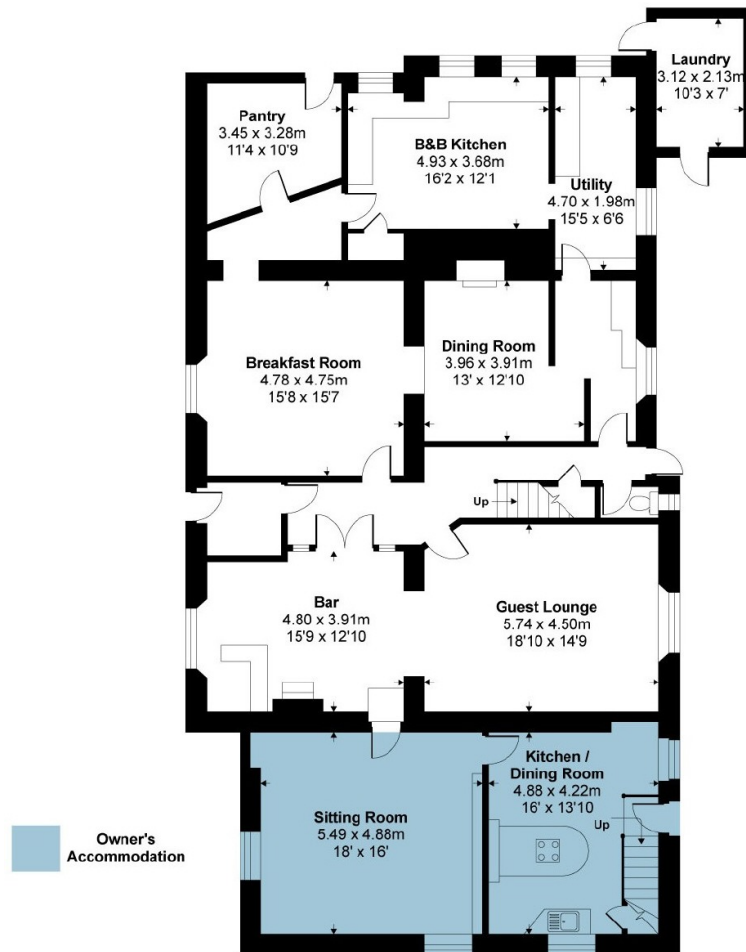 Laundry
3.12 x 2.13m
10'3 x 7'
Pantry
3.45 x 3.28m
11'4 x 10'9
B&B Kitchen
4.93 x 3.68m
16'2 x 12'1
Utility
4.70 x 1.98m
15'5 x 6'6
Breakfast Room
4.78 x 4.75m
15'8 x 15'7
Dining Room
3.96 x 3.91m
13' x 12'10
Up
Bar
4.80 x 3.91m
15'9 x 12'10
Guest Lounge
5.74 x 4.50m
18'10 x 14'9
Sitting Room
5.49 x 4.88m
18' x 16'
Kitchen /
Dining Room
4.88 x 4.22m
16' x 13'10
Up
Owner's
Accommodation